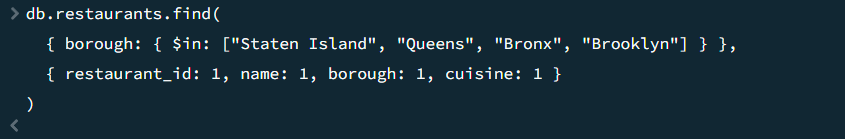 > db.restaurants.find(
{ borough: { $in: ["Staten Island", "Queens", "Bronx", "Brooklyn"] } },
{ restaurant_id: 1, name: 1, borough: 1, cuisine: 1 }
)
<